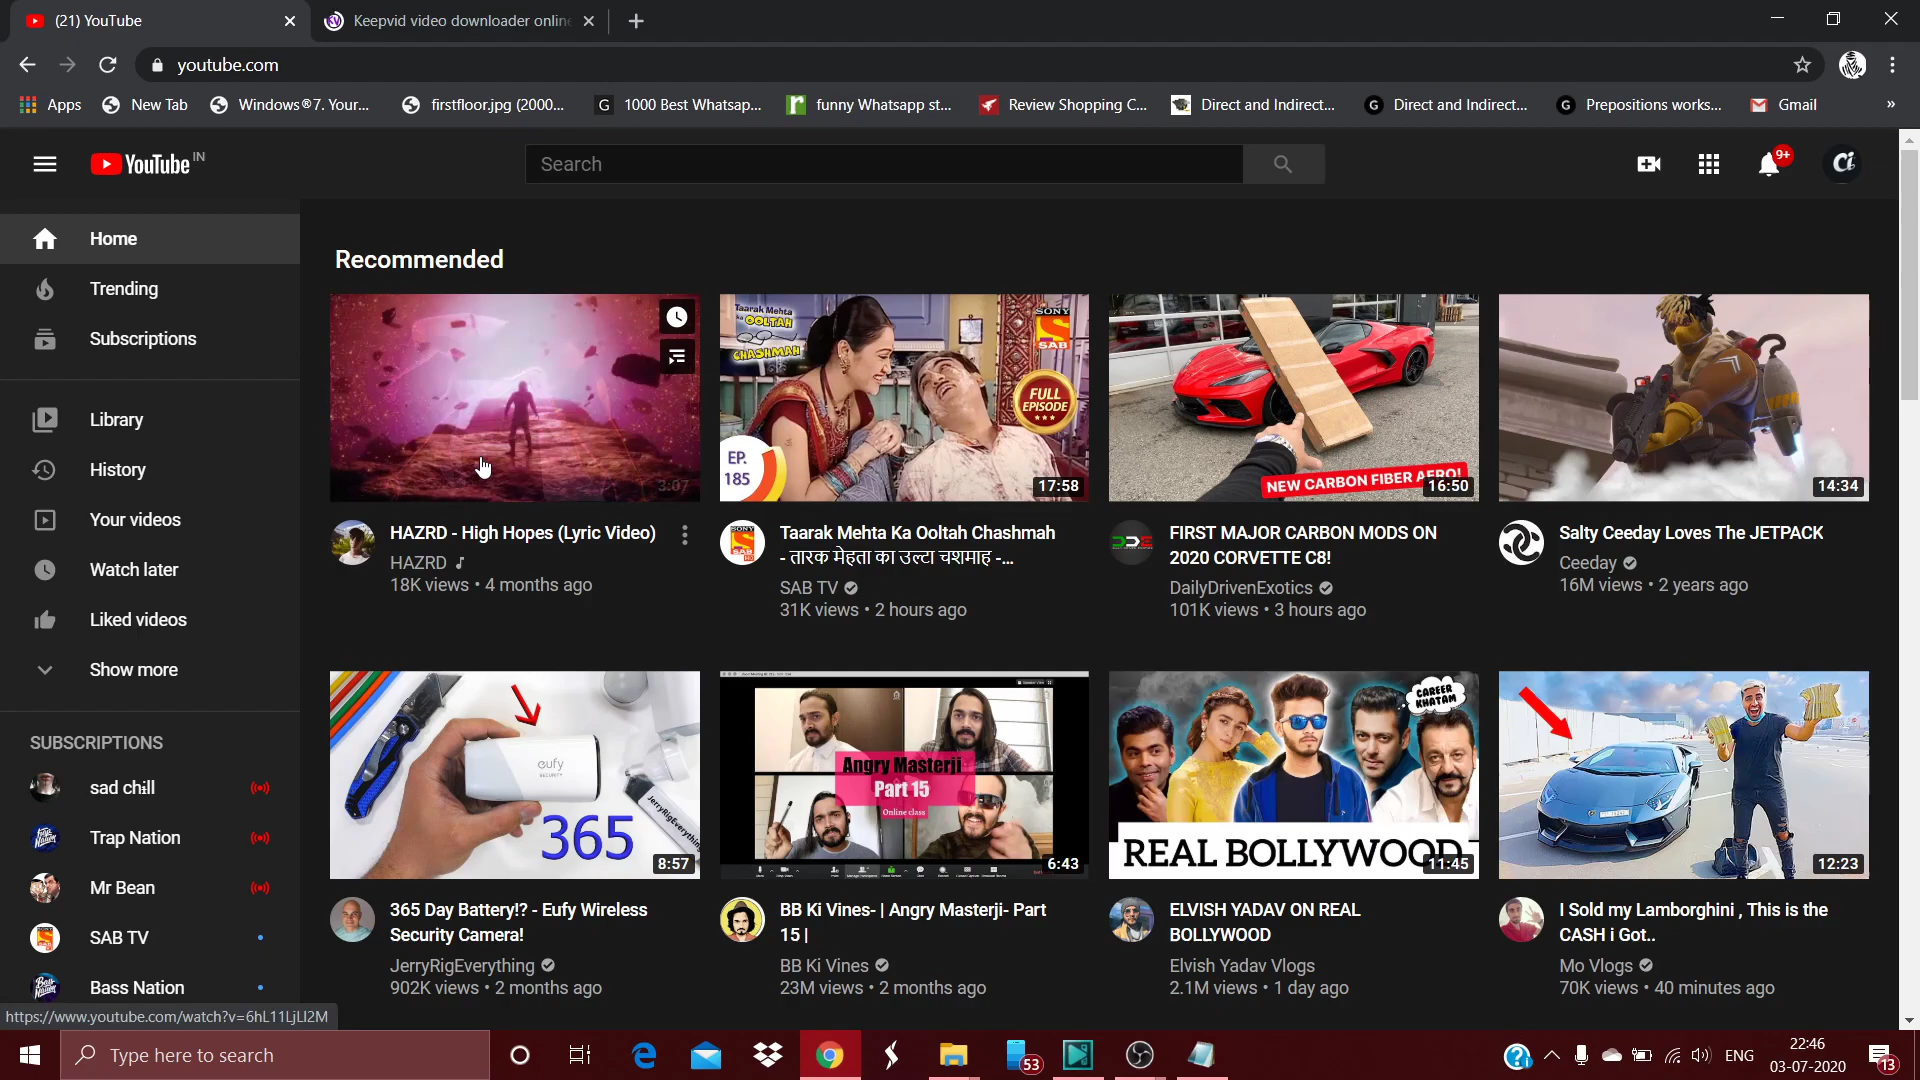 (21) YouTube
Keepvid video downloader online
youtube.com
Apps
New Tab
Windows®7. Your...
firstfloor.jpg (2000...
G 1000 Best Whatsap...
r funny Whatsapp st...
Review Shopping C...
Direct and Indirect...
G Direct and Indirect...
G Prepositions works...
Gmail
»
YouTube IN
Search
9+
Ci
Home
Trending
Subscriptions
Library
History
Your videos
Watch later
Liked videos
Show more
SUBSCRIPTIONS
sad chill
Trap Nation
Mr Bean
SAB TV
Bass Nation
Recommended
3:07
HAZRD - High Hopes (Lyric Video)
HAZRD ♪
18K views • 4 months ago
Taarak Mehta
Ka OOLTAH
CHASHMAH
SONY
SAB
FULL
EPISODE
EP.
185
17:58
Taarak Mehta Ka Ooltah Chashmah
- तारक मेहता का उल्टा चशमाह -...
SAB TV
31K views • 2 hours ago
NEW CARBON FIBER AERO!
16:50
FIRST MAJOR CARBON MODS ON
2020 CORVETTE C8!
DailyDrivenExotics
101K views • 3 hours ago
14:34
Salty Ceeday Loves The JETPACK
Ceeday
16M views • 2 years ago
eufy
SECURITY
JerryRigEverything
365
8:57
365 Day Battery!? - Eufy Wireless
Security Camera!
JerryRigEverything
902K views • 2 months ago
Angry Masterji
Part 15
Online class
6:43
BB Ki Vines- | Angry Masterji- Part
15 |
BB Ki Vines
23M views • 2 months ago
CAREER
KHATAM
REAL BOLLYWOOD
11:45
ELVISH YADAV ON REAL
BOLLYWOOD
Elvish Yadav Vlogs
2.1M views • 1 day ago
12:23
I Sold my Lamborghini , This is the
CASH i Got..
Mo Vlogs
70K views • 40 minutes ago
https://www.youtube.com/watch?v=6hL11LjLI2M
Type here to search
53
ENG
22:46
03-07-2020
13